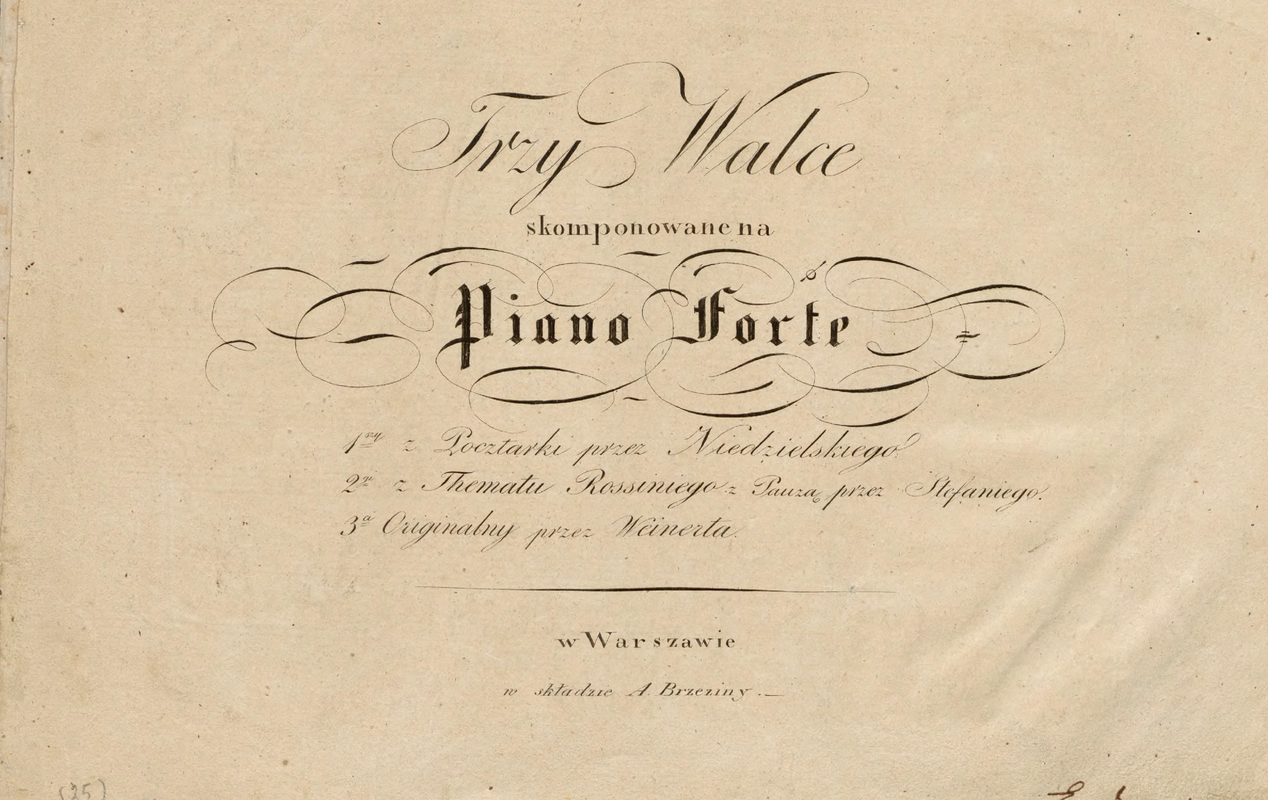 Trzy Walce
skomponowane na
Piano Forte
1szy z Pocztarki przez Niedzielskiego
2gi z Thematu Rossiniego z Pauzą przez Stefaniego.
3a Originalny przez Weinerta.
w Warszawie
w składzie A. Brzeziny.
(25)